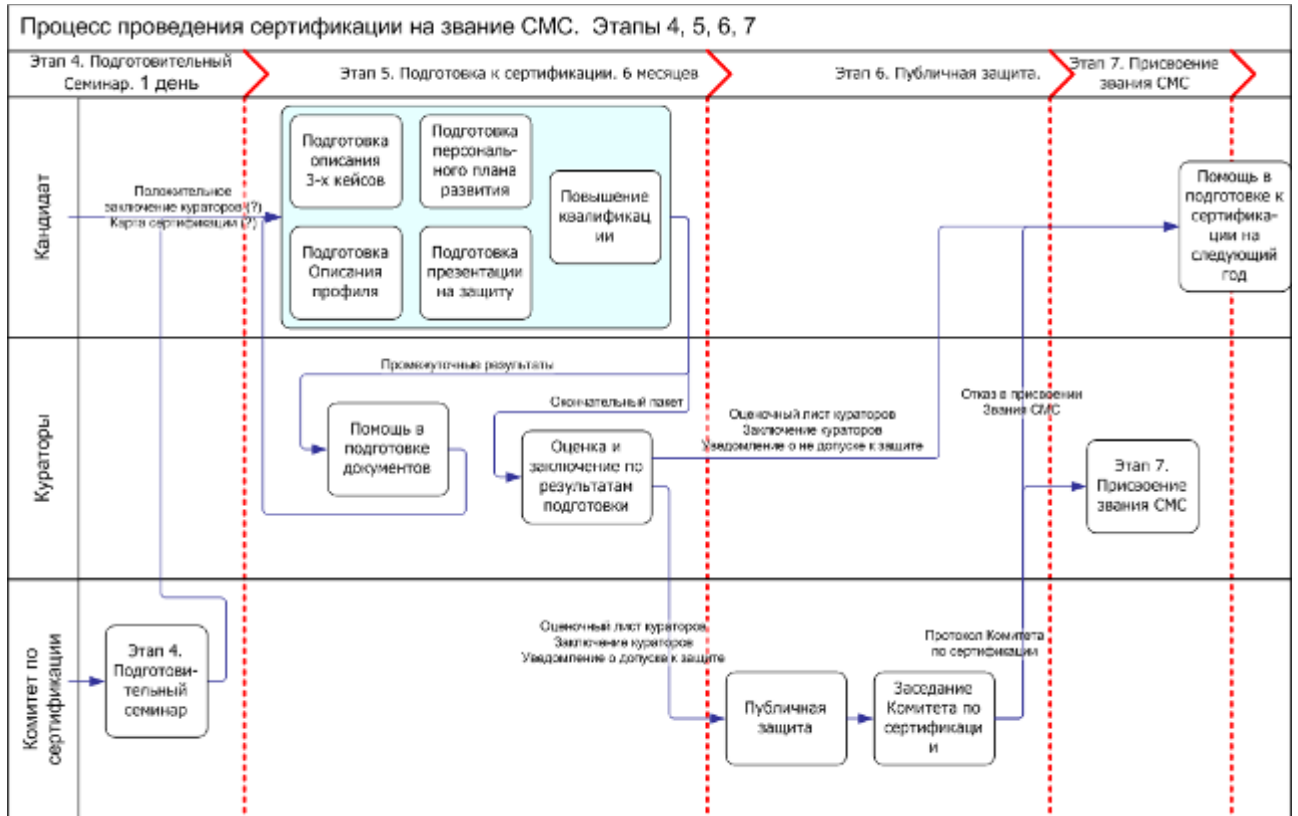 Процесс проведения сертификации на звание СМС. Этапы 4, 5, 6, 7
Этап 4. Подготовительный
Семинар. 1 день
Этап 5. Подготовка к сертификации. 6 месяцев
Этап 6. Публичная защита.
Этап 7. Присвоение
звания СМС
Кандидат
Положительное
заключение кураторов (?)
Карта сертификации (?)
Подготовка
описания
3-х кейсов
Подготовка
персональ-
ного плана
развития
Повышение
квалификац
ии
Подготовка
Описания
профиля
Подготовка
презентации
на защиту
Помощь в
подготовке к
сертифика-
ции на
следующий
год
Кураторы
Промежуточные результаты
Окончательный пакет
Помощь в
подготовке
документов
Оценка и
заключение по
результатам
подготовки
Оценочный лист кураторов
Заключение кураторов
Уведомление о не допуске к защите
Отказ в присвоении
Звания СМС
Этап 7.
Присвоение
звания СМС
Комитет по
сертификации
Этап 4.
Подготови-
тельный
семинар
Оценочный лист кураторов
Заключение кураторов
Уведомление о допуске к защите
Протокол Комитета
по сертификации
Публичная
защита
Заседание
Комитета по
сертификаци
и